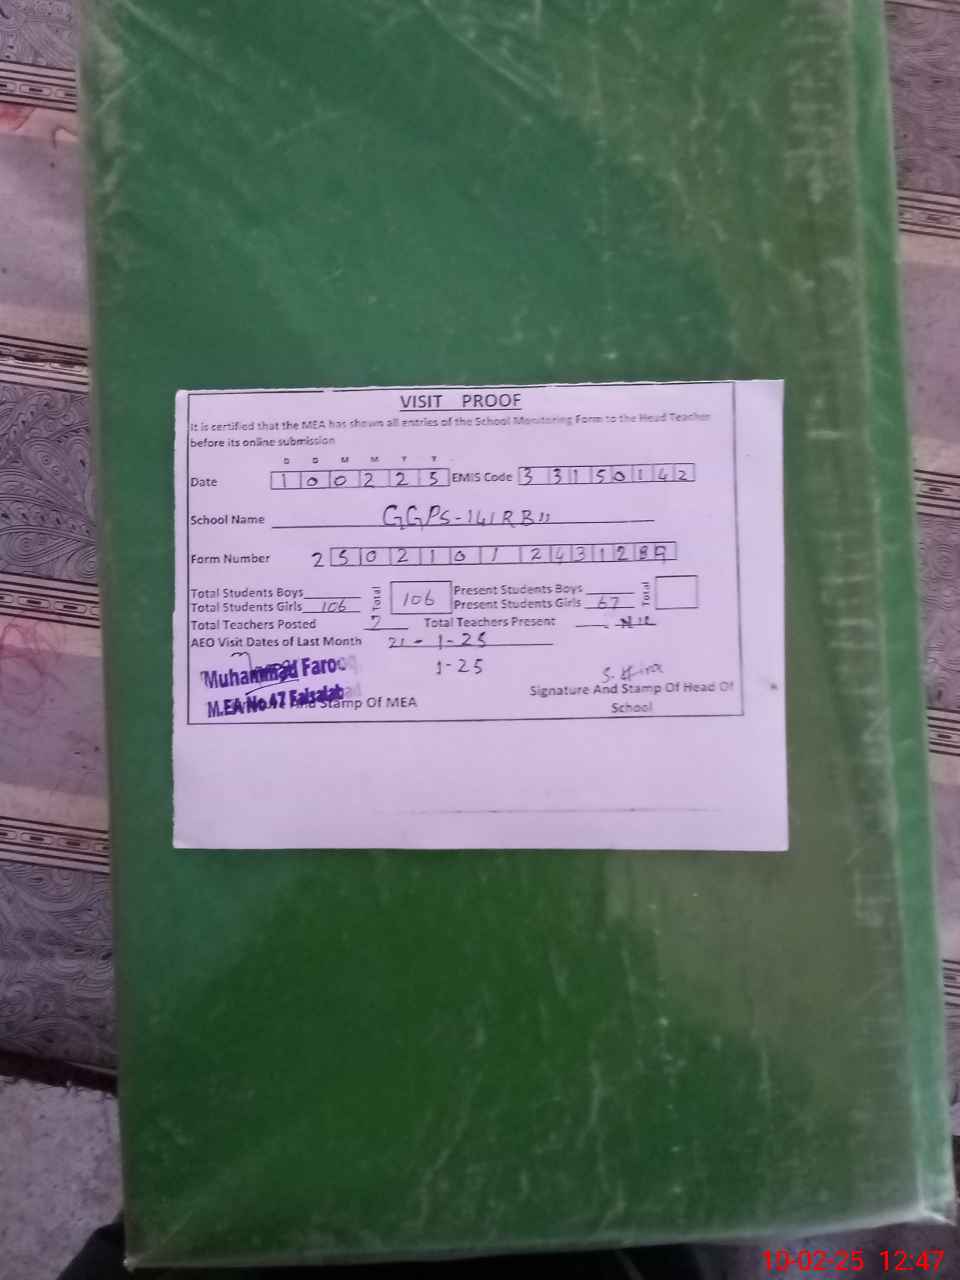 VISIT PROOF
It is certified that the MEA has shown all entries of the School Monitoring Form to the Head Teacher
before its online submission
D D M M Y Y
Date 1 0 0 2 2 5 EMIS Code 3 3 1 5 0 1 4 2
School Name GGPS-141RB
Form Number 2 5 0 2 1 0 1 2 4 3 1 2 8 9
Total Students Boys Total 106 Present Students Boys Total
Total Students Girls 106 Present Students Girls 67
Total Teachers Posted 7 Total Teachers Present Nil
AEO Visit Dates of Last Month 21-1-25
1-25
Muhammad Farooq
M.EA No.47 Faisalabad
And Stamp Of MEA
Signature And Stamp Of Head Of
School
10-02-25 12:47